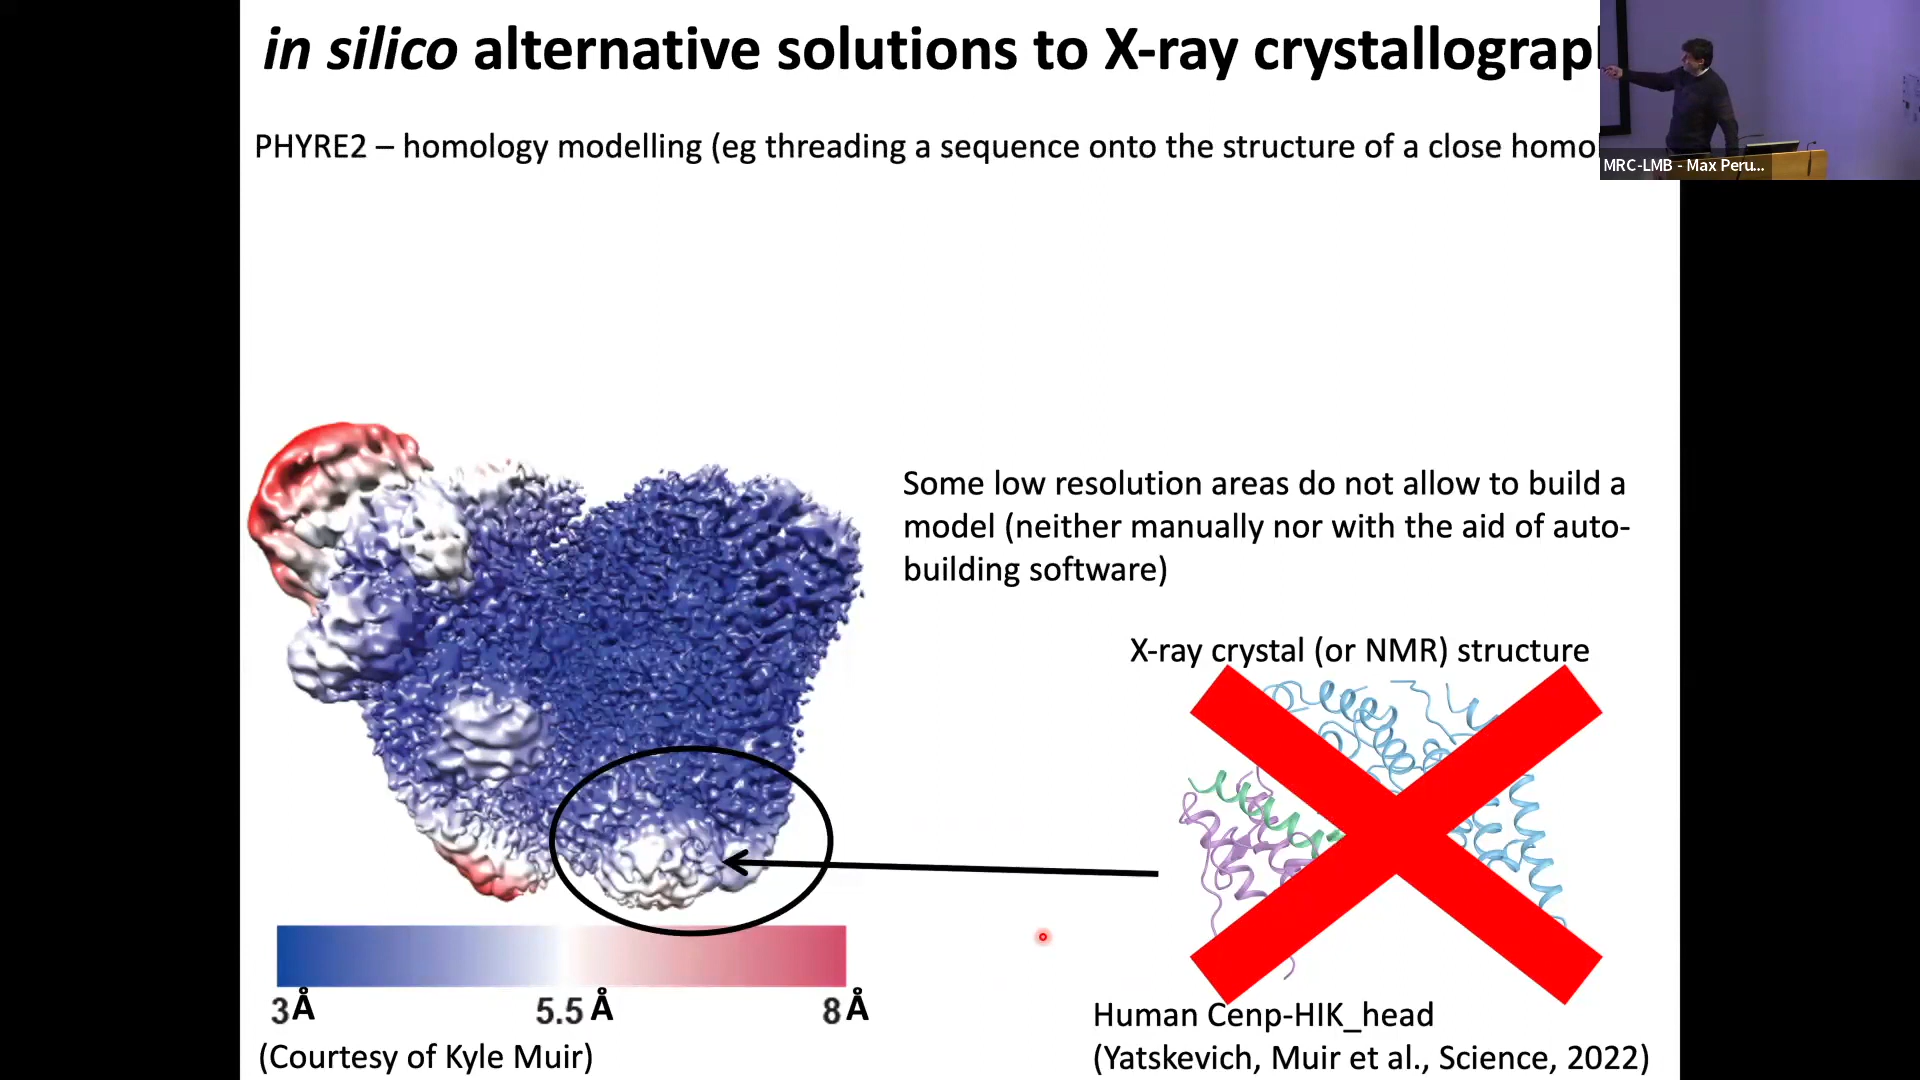 in silico alternative solutions to X-ray crystallograp
PHYRE2 – homology modelling (eg threading a sequence onto the structure of a close homo
MRC-LMB - Max Peru...
Some low resolution areas do not allow to build a
model (neither manually nor with the aid of auto-
building software)
X-ray crystal (or NMR) structure
3Å 5.5 Å 8 Å
Human Cenp-HIK_head
(Courtesy of Kyle Muir)
(Yatskevich, Muir et al., Science, 2022)